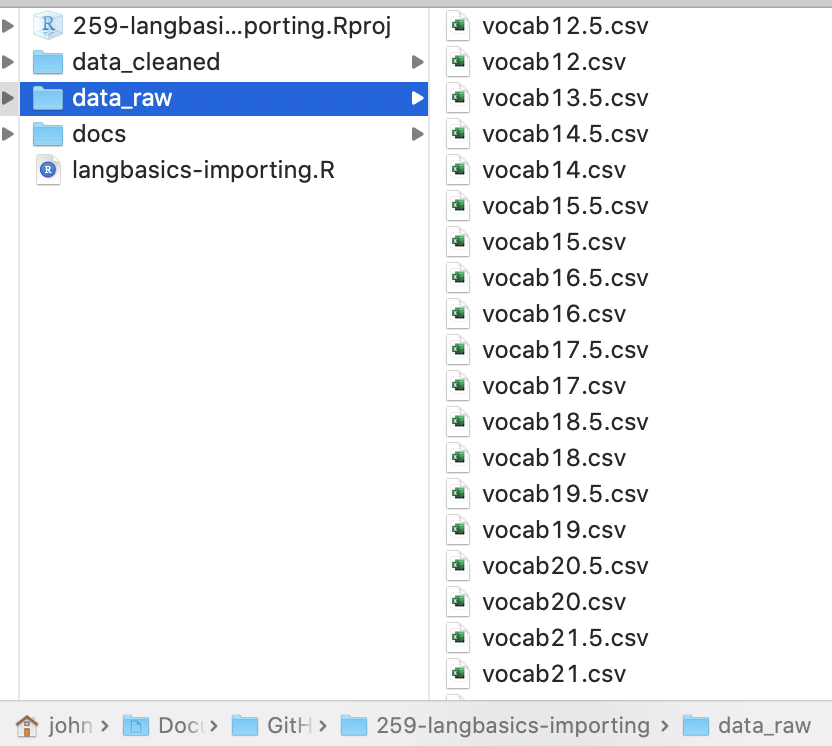 259-langbasi...porting.Rproj
data_cleaned
data_raw
docs
langbasics-importing.R
vocab12.5.csv
vocab12.csv
vocab13.5.csv
vocab14.5.csv
vocab14.csv
vocab15.5.csv
vocab15.csv
vocab16.5.csv
vocab16.csv
vocab17.5.csv
vocab17.csv
vocab18.5.csv
vocab18.csv
vocab19.5.csv
vocab19.csv
vocab20.5.csv
vocab20.csv
vocab21.5.csv
vocab21.csv
john › Docu › GitH › 259-langbasics-importing › data_raw